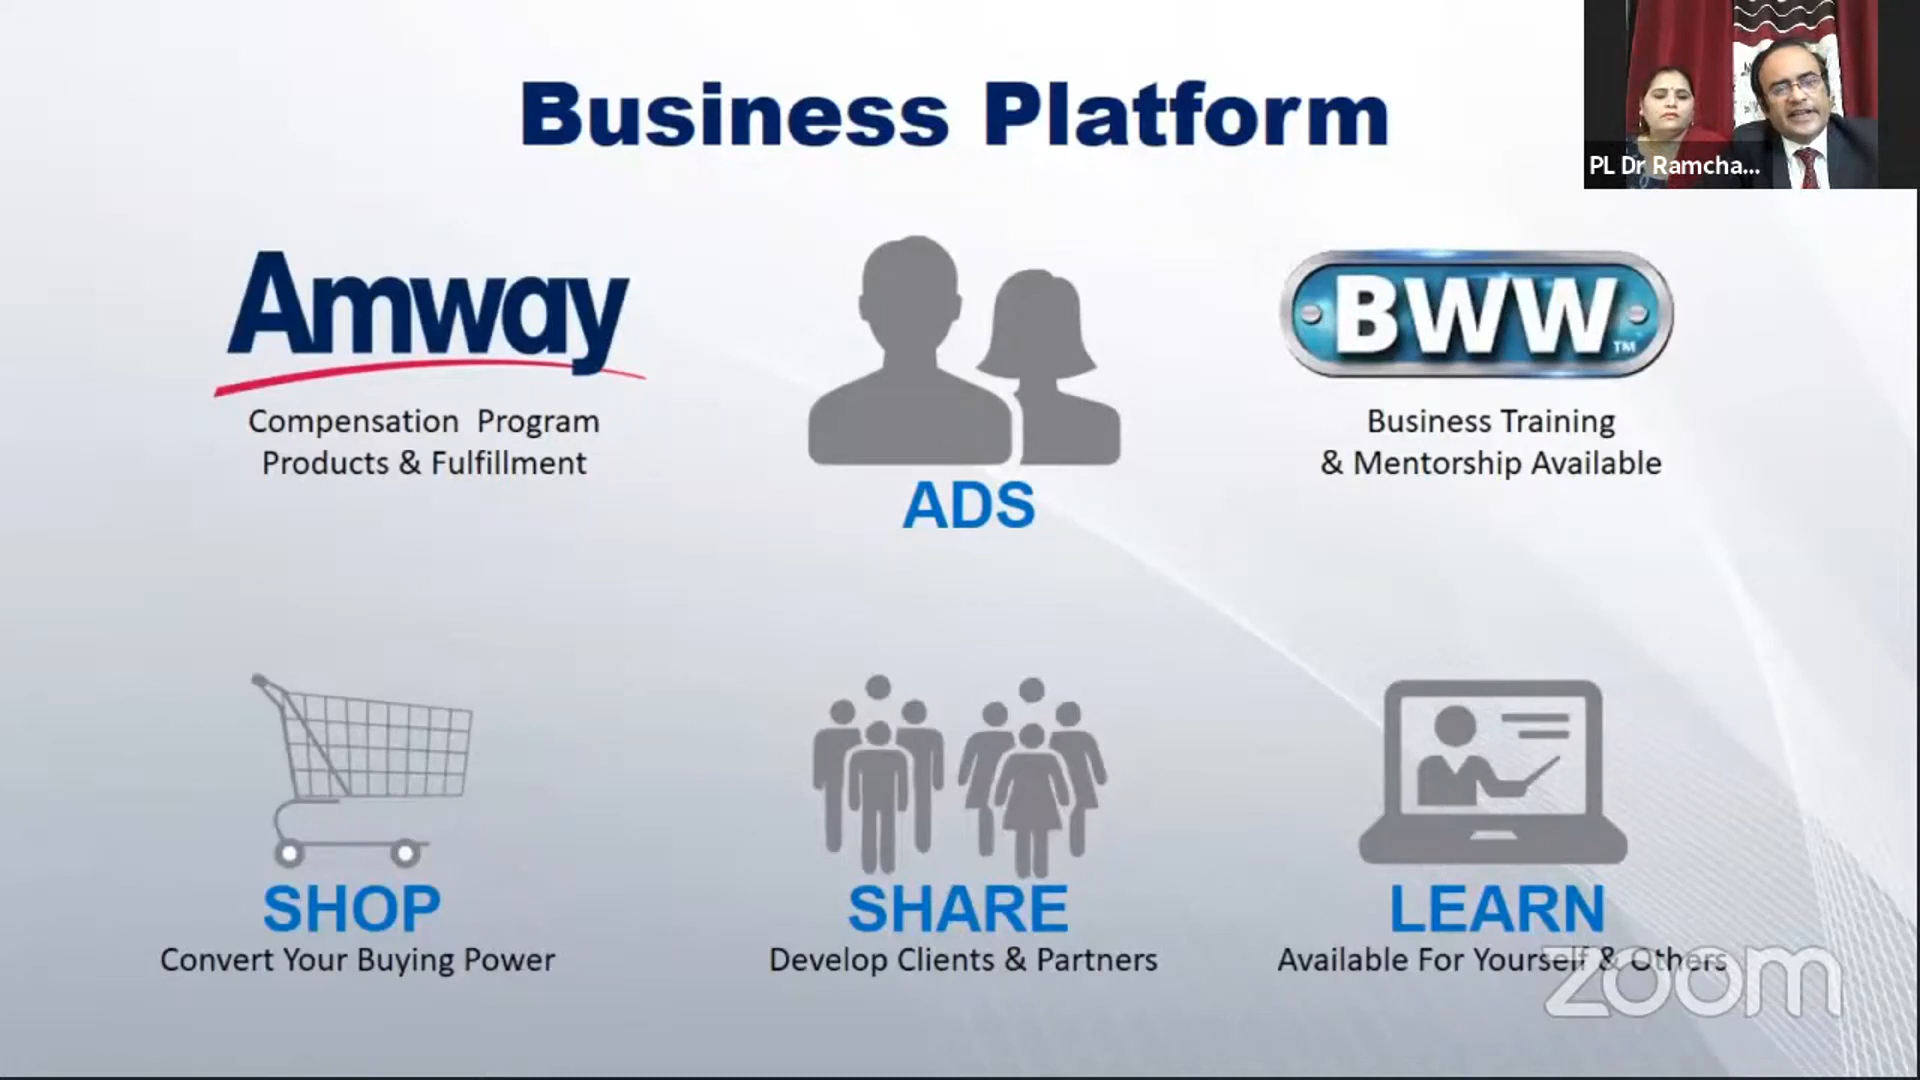 Business Platform
PL Dr Ramcha...
Amway
Compensation Program
Products & Fulfillment
ADS
BWW
TM
Business Training
& Mentorship Available
SHOP
Convert Your Buying Power
SHARE
Develop Clients & Partners
LEARN
Available For Yourself & Others
zoom